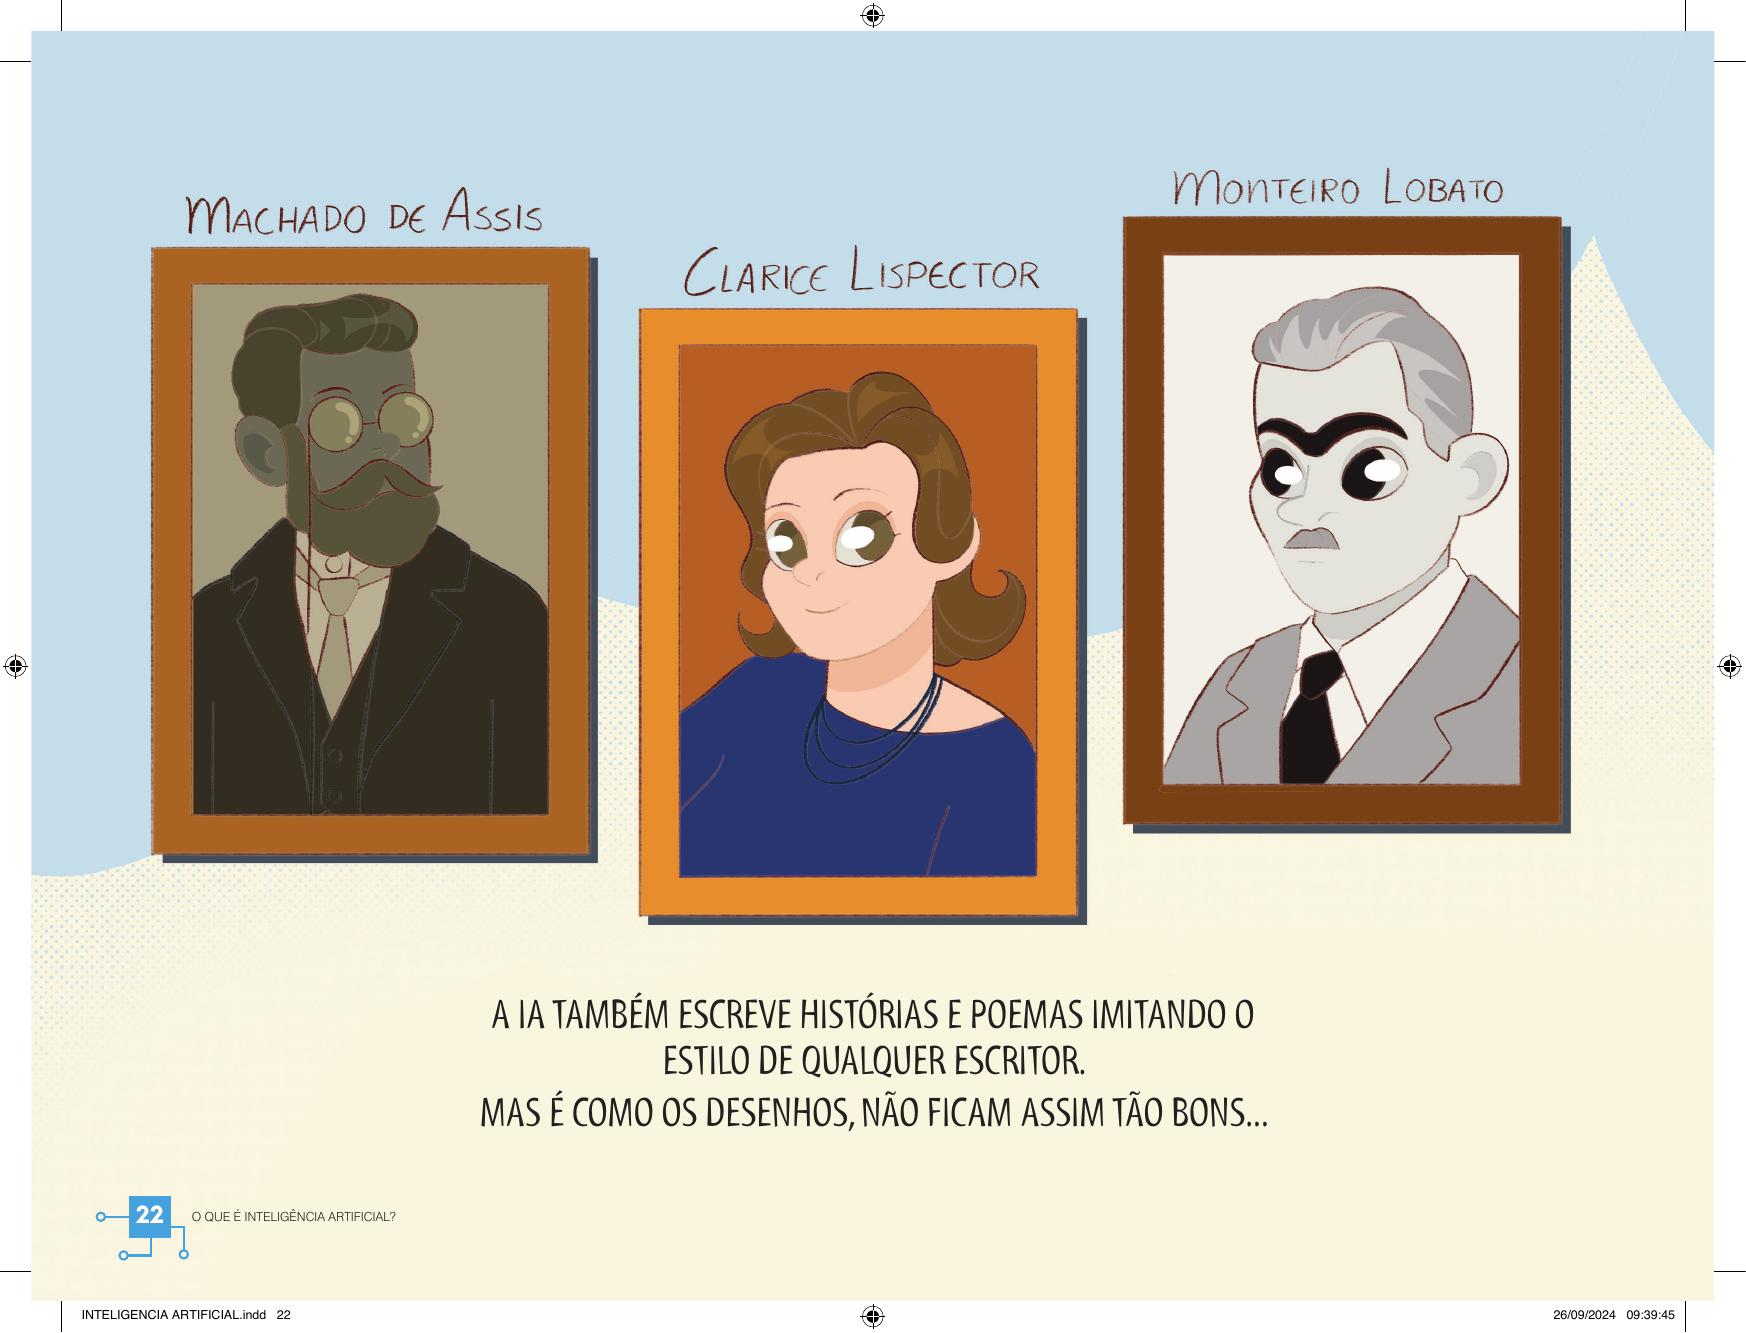 Machado de Assis
Clarice Lispector
Monteiro Lobato
A IA TAMBÉM ESCREVE HISTÓRIAS E POEMAS IMITANDO O
ESTILO DE QUALQUER ESCRITOR.
MAS É COMO OS DESENHOS, NÃO FICAM ASSIM TÃO BONS...
22 O QUE É INTELIGÊNCIA ARTIFICIAL?
INTELIGENCIA ARTIFICIAL.indd 22
26/09/2024 09:39:45